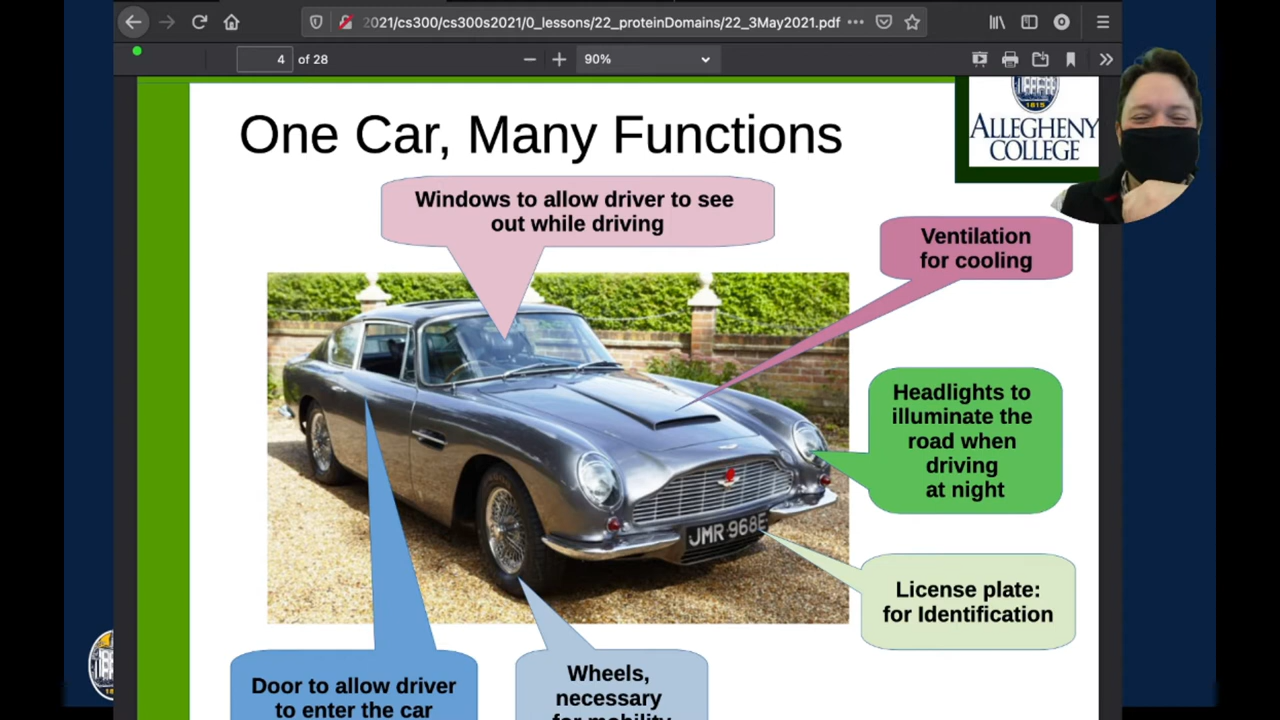 2021/cs300/cs300s2021/0_lessons/22_proteinDomains/22_3May2021.pdf
4 of 28
90%
One Car, Many Functions
1815
ALLEGHENY
COLLEGE
Windows to allow driver to see
out while driving
Ventilation
for cooling
Headlights to
illuminate the
road when
driving
at night
JMR 968E
License plate:
for Identification
Door to allow driver
to enter the car
Wheels,
necessary
for mobility